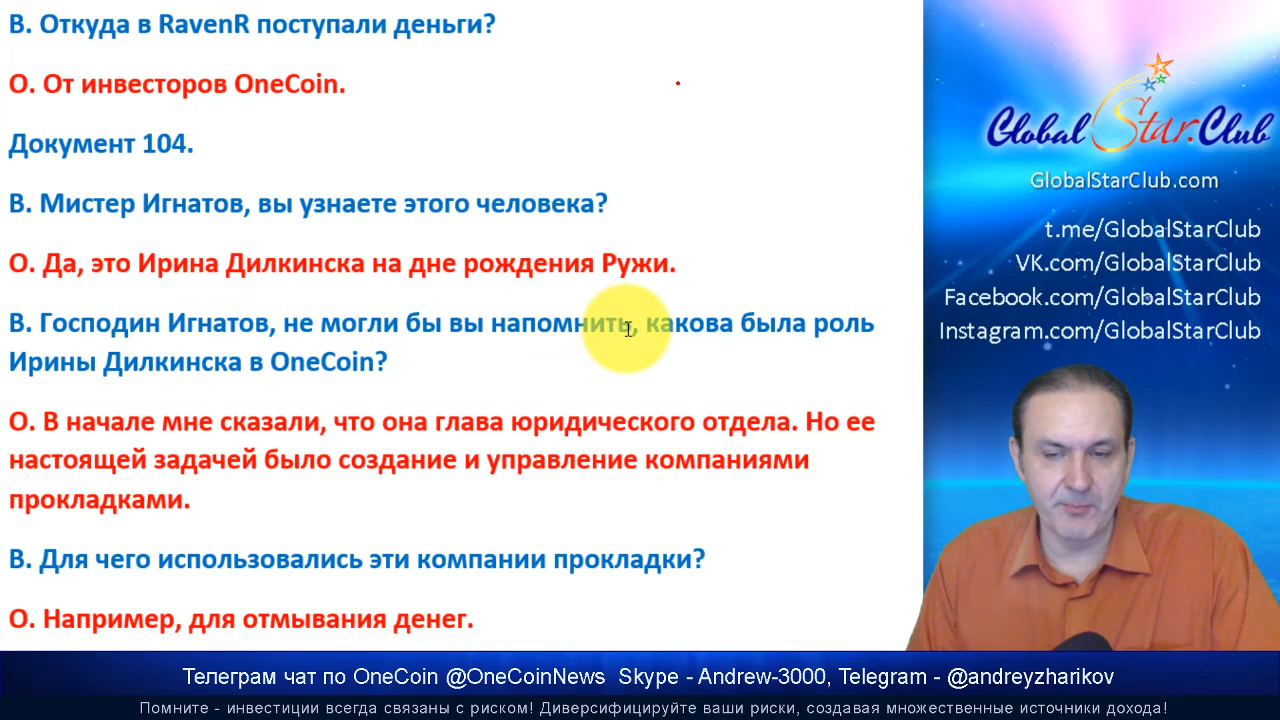 В. Откуда в RavenR поступали деньги?
О. От инвесторов OneCoin.
Документ 104.
В. Мистер Игнатов, вы узнаете этого человека?
О. Да, это Ирина Дилкинска на дне рождения Ружи.
В. Господин Игнатов, не могли бы вы напомнить, какова была роль
Ирины Дилкинска в OneCoin?
О. В начале мне сказали, что она глава юридического отдела. Но ее
настоящей задачей было создание и управление компаниями
прокладками.
В. Для чего использовались эти компании прокладки?
О. Например, для отмывания денег.
Global Star.Club
GlobalStarClub.com
t.me/GlobalStarClub
VK.com/GlobalStarClub
Facebook.com/GlobalStarClub
Instagram.com/GlobalStarClub
Телеграм чат по OneCoin @OneCoinNews Skype - Andrew-3000, Telegram - @andreyzharikov
Помните - инвестиции всегда связаны с риском! Диверсифицируйте ваши риски, создавая множественные источники дохода!